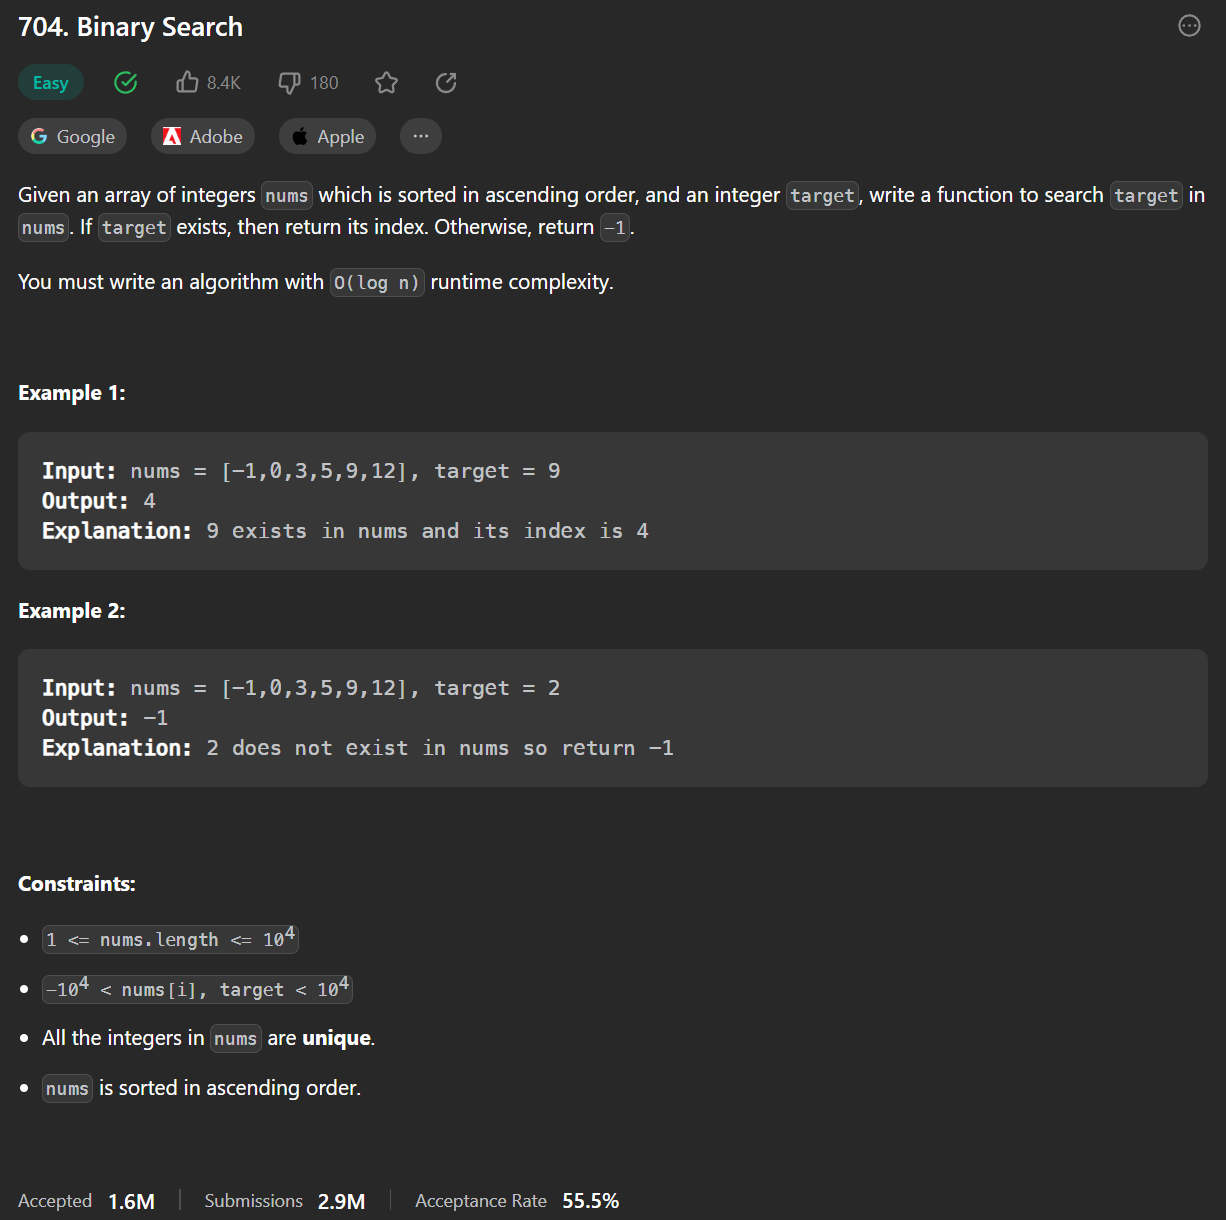 704. Binary Search
Easy 8.4K 180
Google Adobe Apple ...
Given an array of integers nums which is sorted in ascending order, and an integer target, write a function to search target in
nums. If target exists, then return its index. Otherwise, return -1.
You must write an algorithm with O(log n) runtime complexity.
Example 1:
Input: nums = [-1,0,3,5,9,12], target = 9
Output: 4
Explanation: 9 exists in nums and its index is 4
Example 2:
Input: nums = [-1,0,3,5,9,12], target = 2
Output: -1
Explanation: 2 does not exist in nums so return -1
Constraints:
• 1 <= nums.length <= 10⁴
• -10⁴ < nums[i], target < 10⁴
• All the integers in nums are unique.
• nums is sorted in ascending order.
Accepted 1.6M | Submissions 2.9M | Acceptance Rate 55.5%